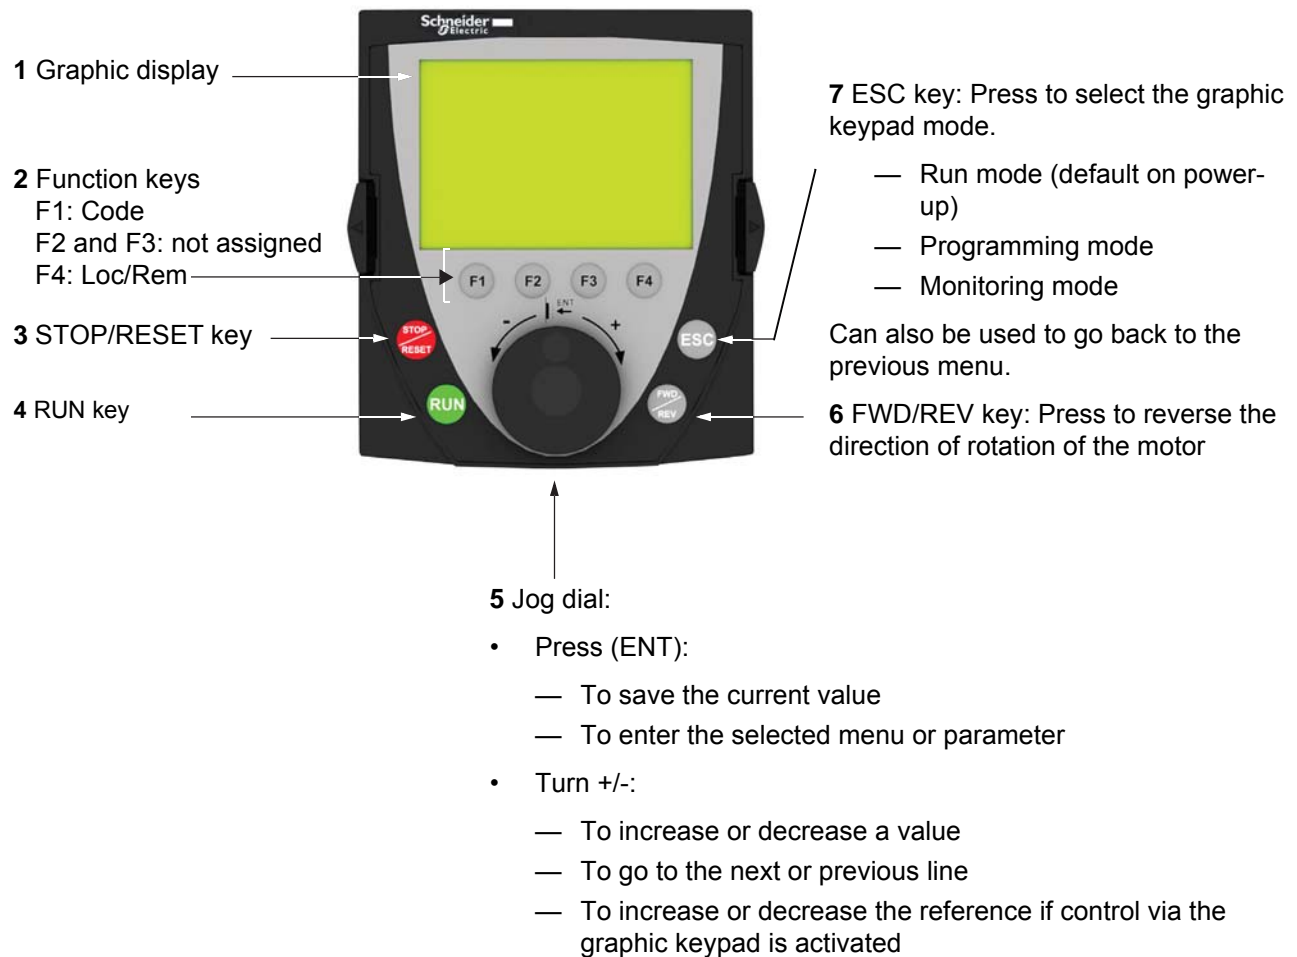 Schneider
Electric
1 Graphic display
2 Function keys
F1: Code
F2 and F3: not assigned
F4: Loc/Rem
3 STOP/RESET key
4 RUN key
F1 F2 F3 F4
ENT
- +
STOP
RESET
RUN
ESC
FWD
REV
7 ESC key: Press to select the graphic
keypad mode.
— Run mode (default on power-
up)
— Programming mode
— Monitoring mode
Can also be used to go back to the
previous menu.
6 FWD/REV key: Press to reverse the
direction of rotation of the motor
5 Jog dial:
• Press (ENT):
— To save the current value
— To enter the selected menu or parameter
• Turn +/-:
— To increase or decrease a value
— To go to the next or previous line
— To increase or decrease the reference if control via the
graphic keypad is activated